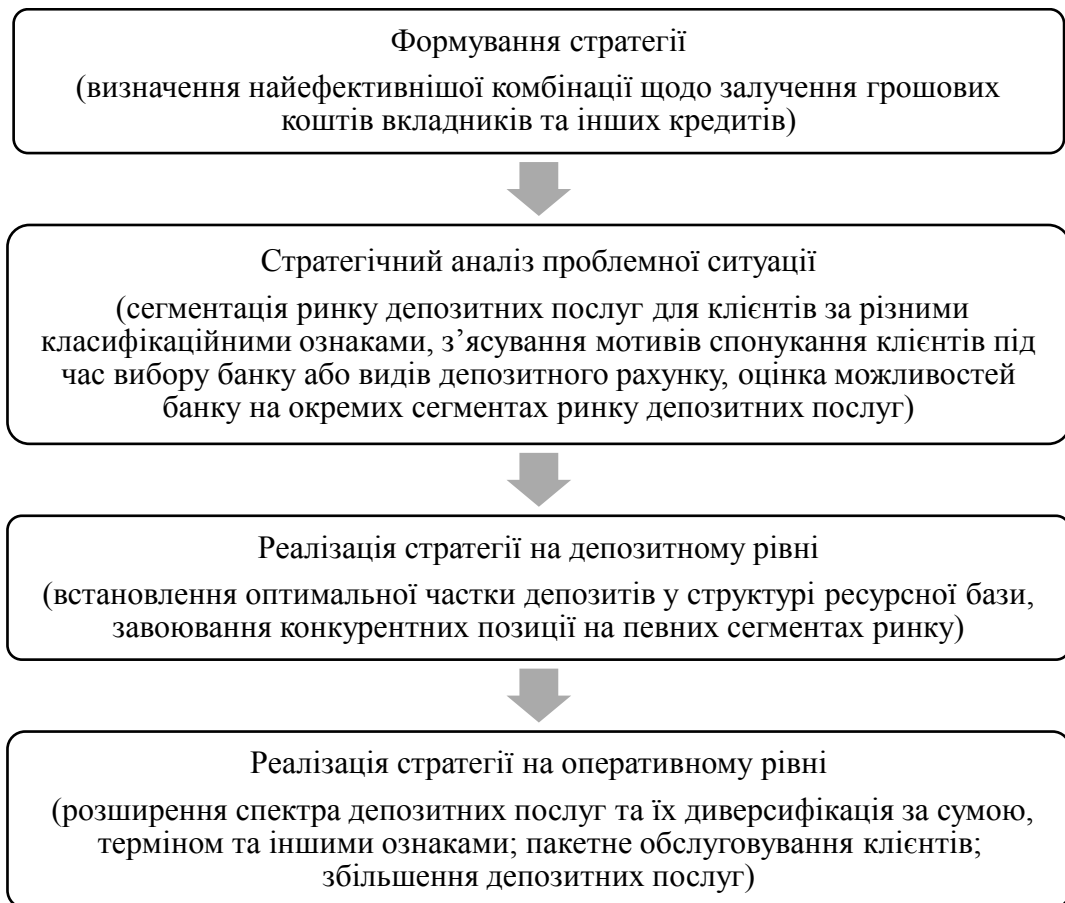 Формування стратегії
(визначення найефективнішої комбінації щодо залучення грошових
коштів вкладників та інших кредитів)
Стратегічний аналіз проблемної ситуації
(сегментація ринку депозитних послуг для клієнтів за різними
класифікаційними ознаками, з’ясування мотивів спонукання клієнтів під
час вибору банку або видів депозитного рахунку, оцінка можливостей
банку на окремих сегментах ринку депозитних послуг)
Реалізація стратегії на депозитному рівні
(встановлення оптимальної частки депозитів у структурі ресурсної бази,
завоювання конкурентних позиції на певних сегментах ринку)
Реалізація стратегії на оперативному рівні
(розширення спектра депозитних послуг та їх диверсифікація за сумою,
терміном та іншими ознаками; пакетне обслуговування клієнтів;
збільшення депозитних послуг)